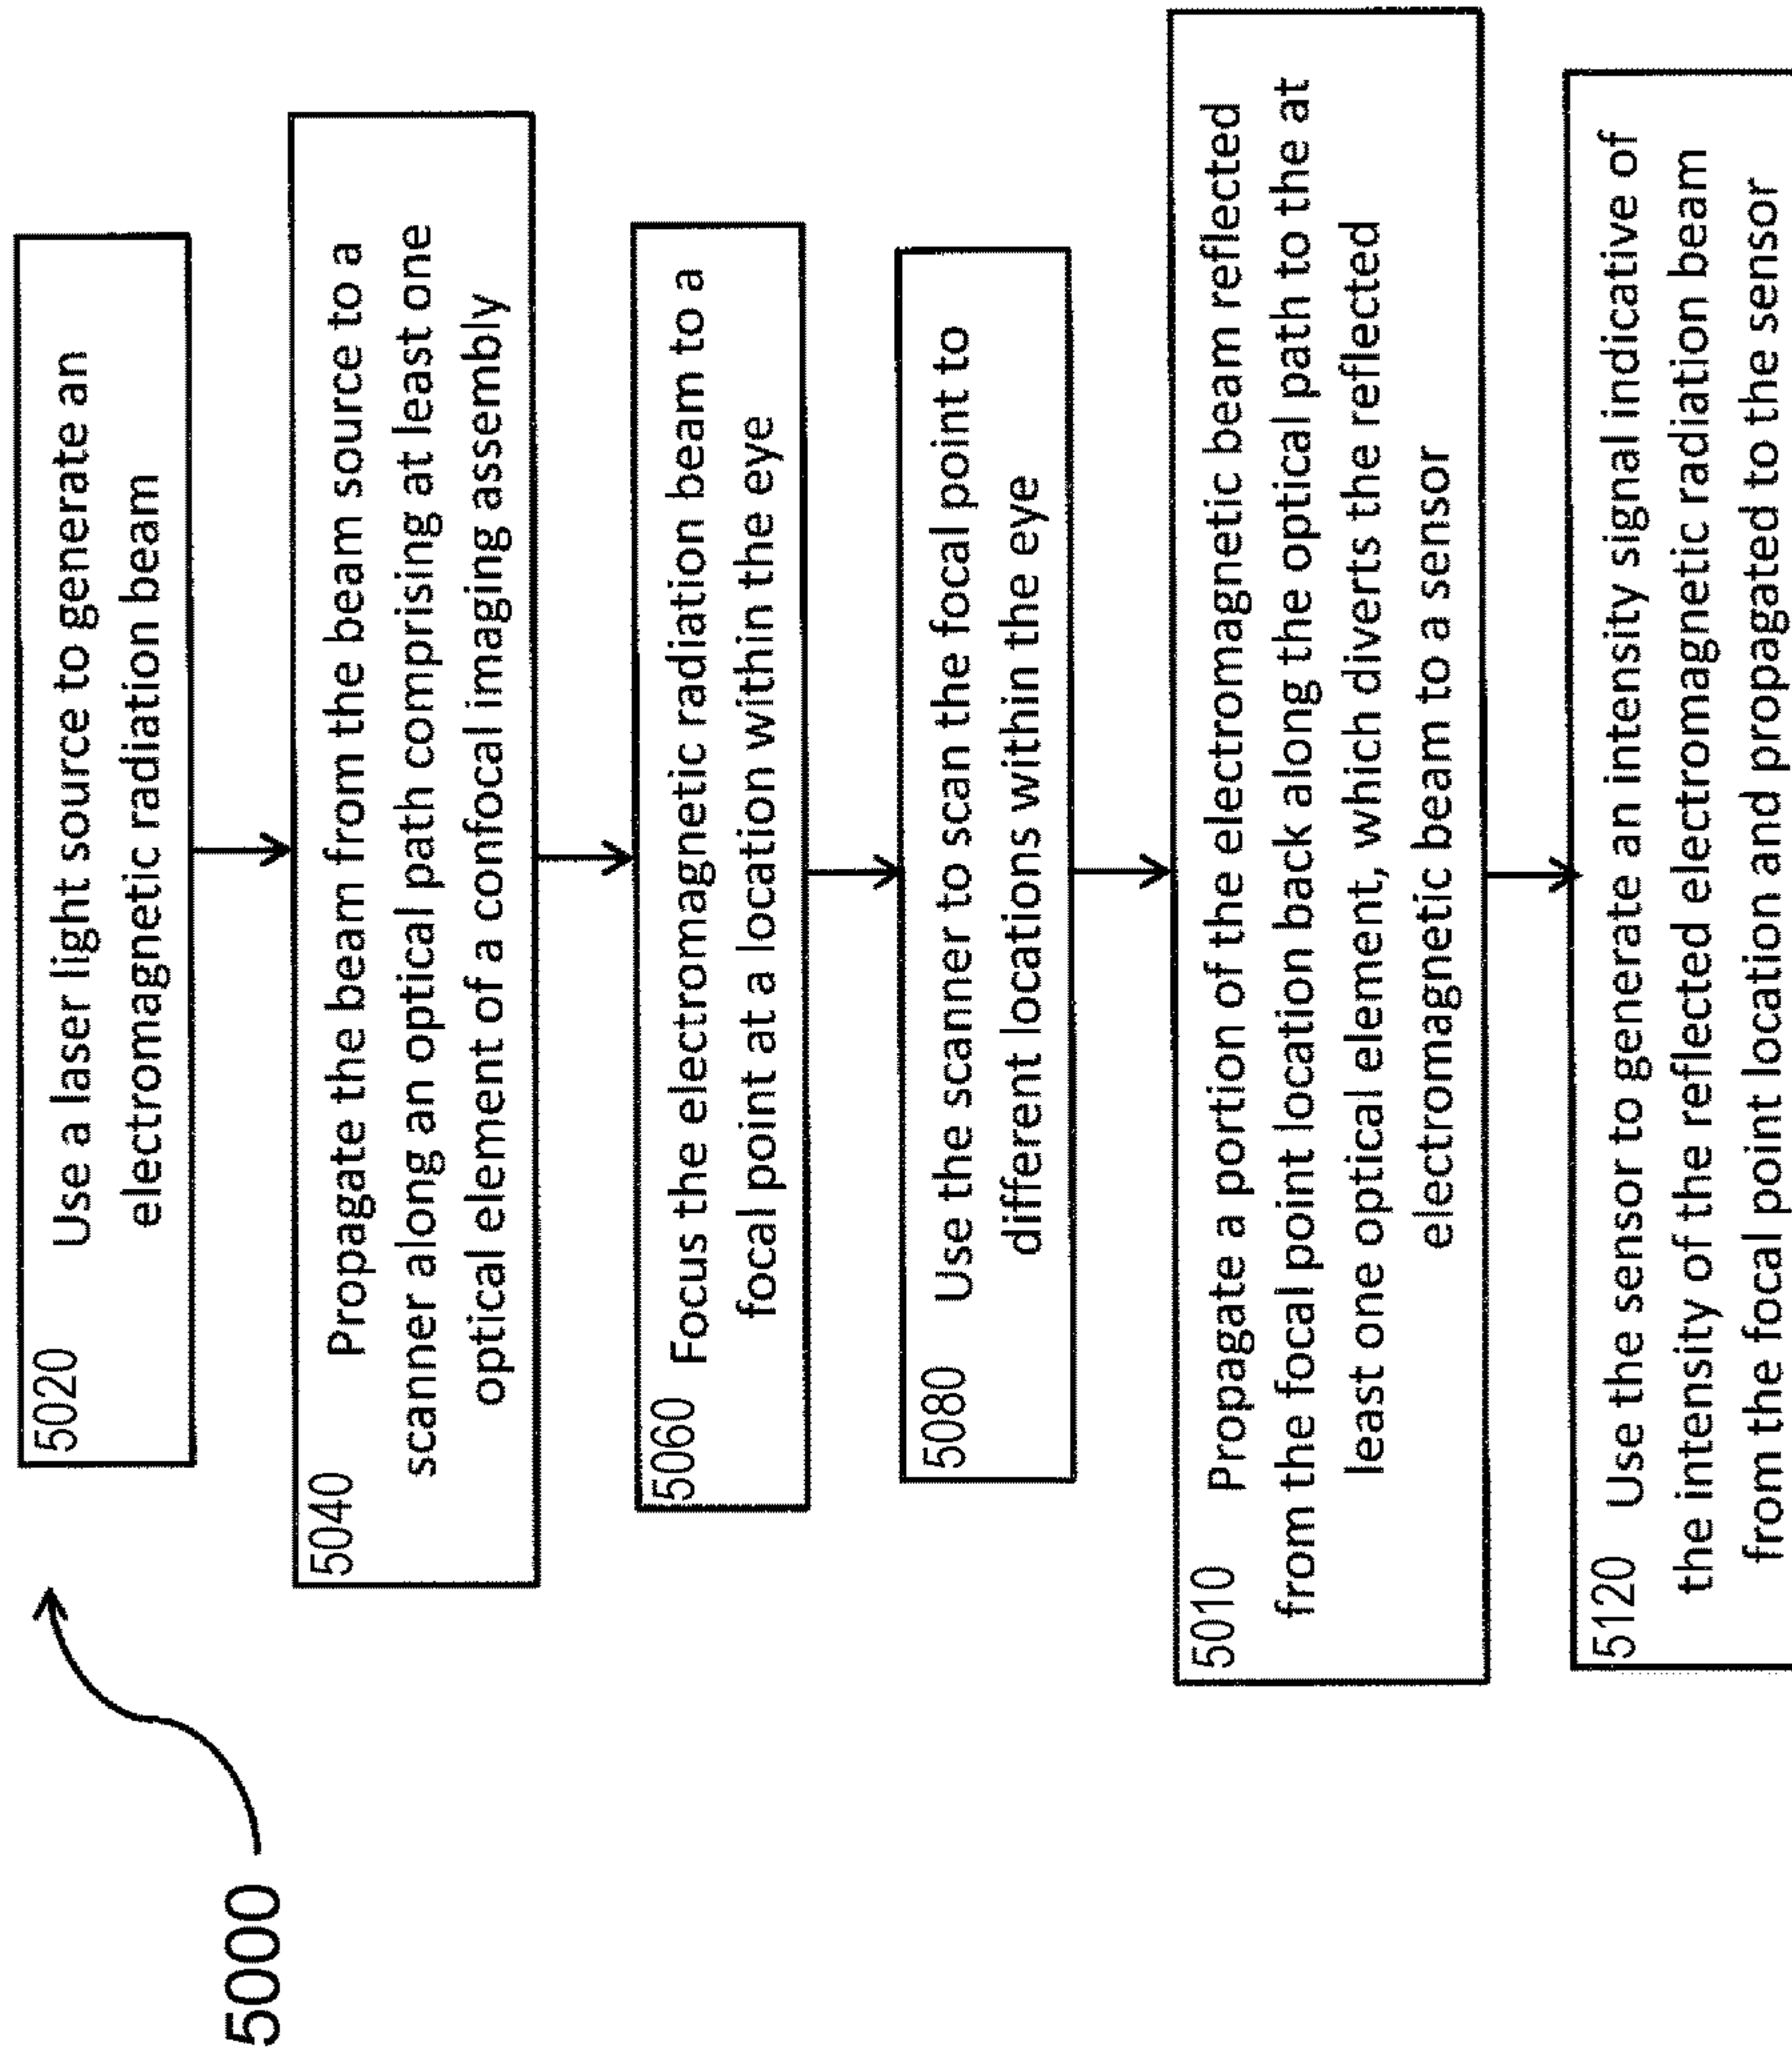 5000
5020 Use a laser light source to generate an
electromagnetic radiation beam
5040 Propagate the beam from the beam source to a
scanner along an optical path comprising at least one
optical element of a confocal imaging assembly
5060 Focus the electromagnetic radiation beam to a
focal point at a location within the eye
5080 Use the scanner to scan the focal point to
different locations within the eye
5010 Propagate a portion of the electromagnetic beam reflected
from the focal point location back along the optical path to the at
least one optical element, which diverts the reflected
electromagnetic beam to a sensor
5120 Use the sensor to generate an intensity signal indicative of
the intensity of the reflected electromagnetic radiation beam
from the focal point location and propagated to the sensor